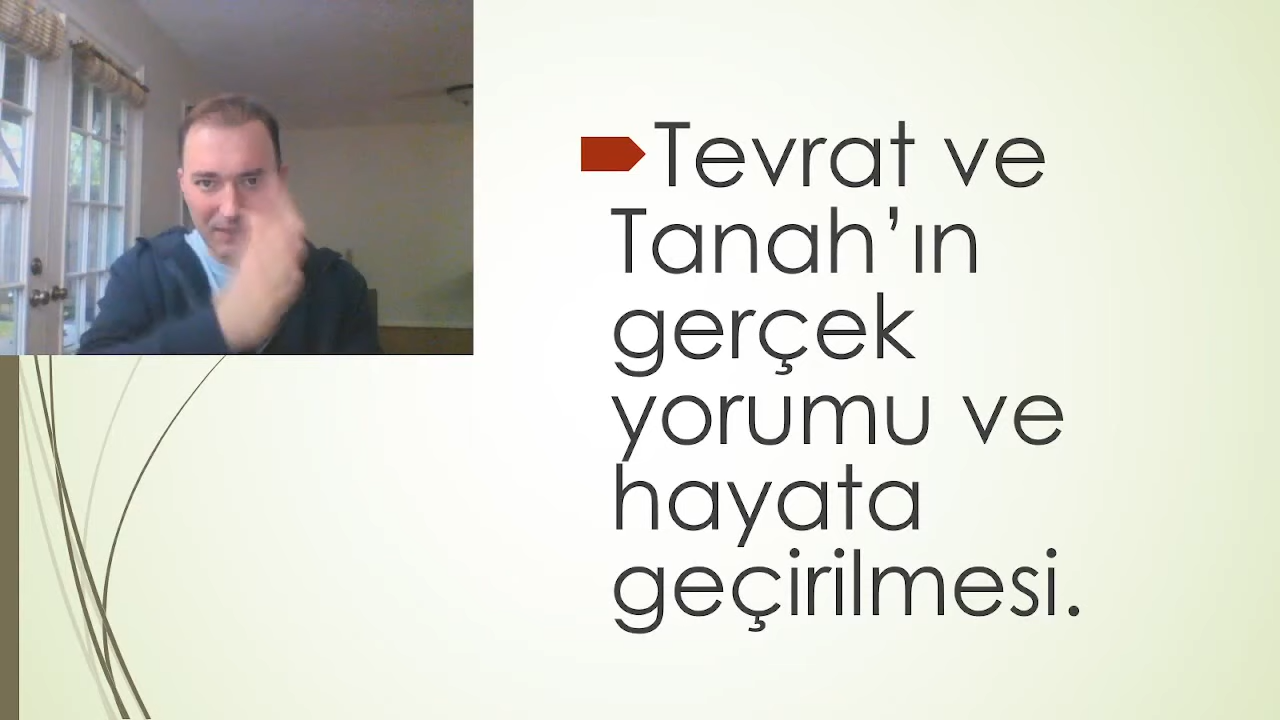 Tevrat ve
Tanah’ın
gerçek
yorumu ve
hayata
geçirilmesi.